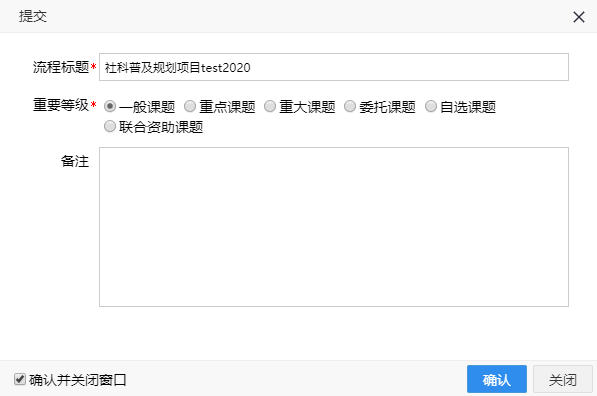 提交
流程标题* 社科普及规划项目test2020
重要等级* 一般课题 重点课题 重大课题 委托课题 自选课题
联合资助课题
备注
确认并关闭窗口 确认 关闭